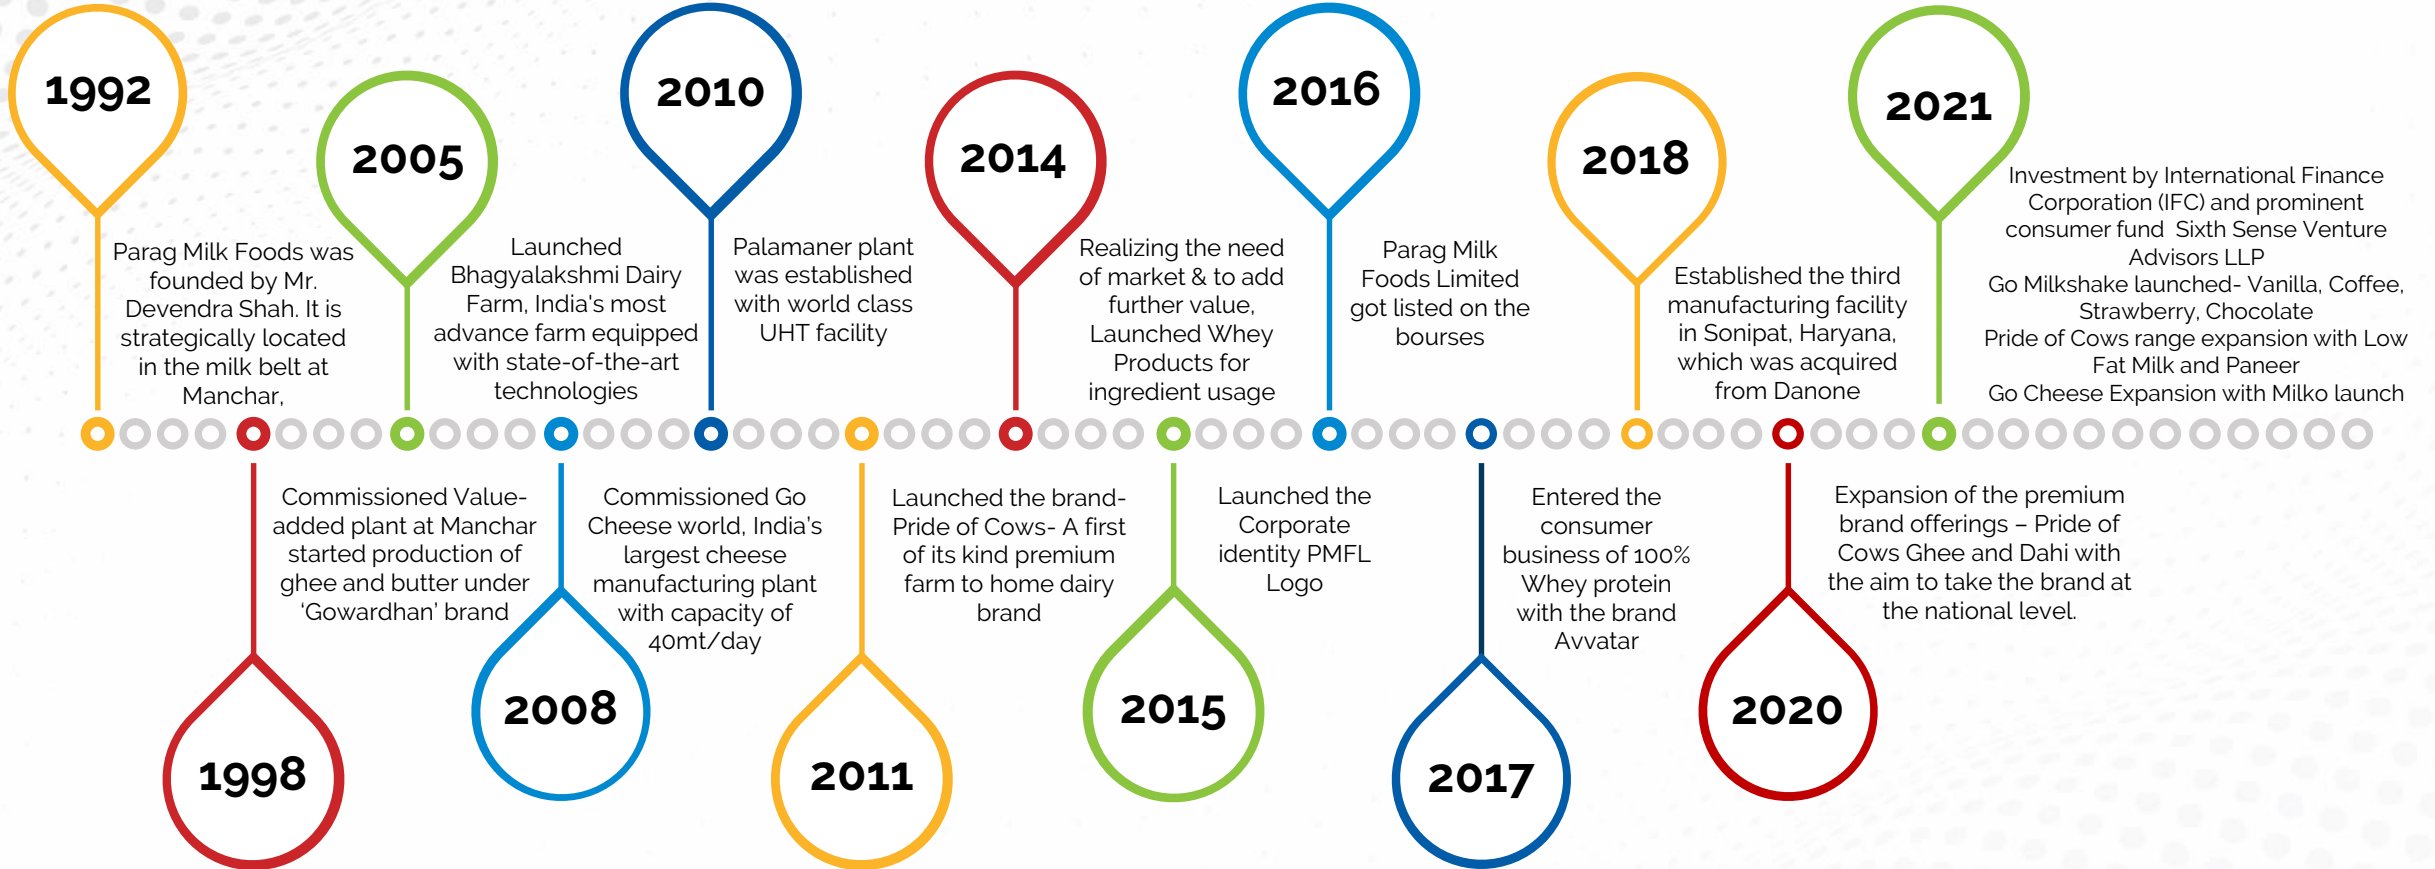 1992
Parag Milk Foods was
founded by Mr.
Devendra Shah. It is
strategically located
in the milk belt at
Manchar,
1998
Commissioned Value-
added plant at Manchar
started production of
ghee and butter under
‘Gowardhan’ brand
2005
Launched
Bhagyalakshmi Dairy
Farm, India's most
advance farm equipped
with state-of-the-art
technologies
2008
Commissioned Go
Cheese world, India’s
largest cheese
manufacturing plant
with capacity of
40mt/day
2010
Palamaner plant
was established
with world class
UHT facility
2011
Launched the brand-
Pride of Cows- A first
of its kind premium
farm to home dairy
brand
2014
Realizing the need
of market & to add
further value,
Launched Whey
Products for
ingredient usage
2015
Launched the
Corporate
identity PMFL
Logo
2016
Parag Milk
Foods Limited
got listed on the
bourses
2017
Entered the
consumer
business of 100%
Whey protein
with the brand
Avvatar
2018
Established the third
manufacturing facility
in Sonipat, Haryana,
which was acquired
from Danone
2020
Expansion of the premium
brand offerings – Pride of
Cows Ghee and Dahi with
the aim to take the brand at
the national level.
2021
Investment by International Finance
Corporation (IFC) and prominent
consumer fund Sixth Sense Venture
Advisors LLP
Go Milkshake launched- Vanilla, Coffee,
Strawberry, Chocolate
Pride of Cows range expansion with Low
Fat Milk and Paneer
Go Cheese Expansion with Milko launch